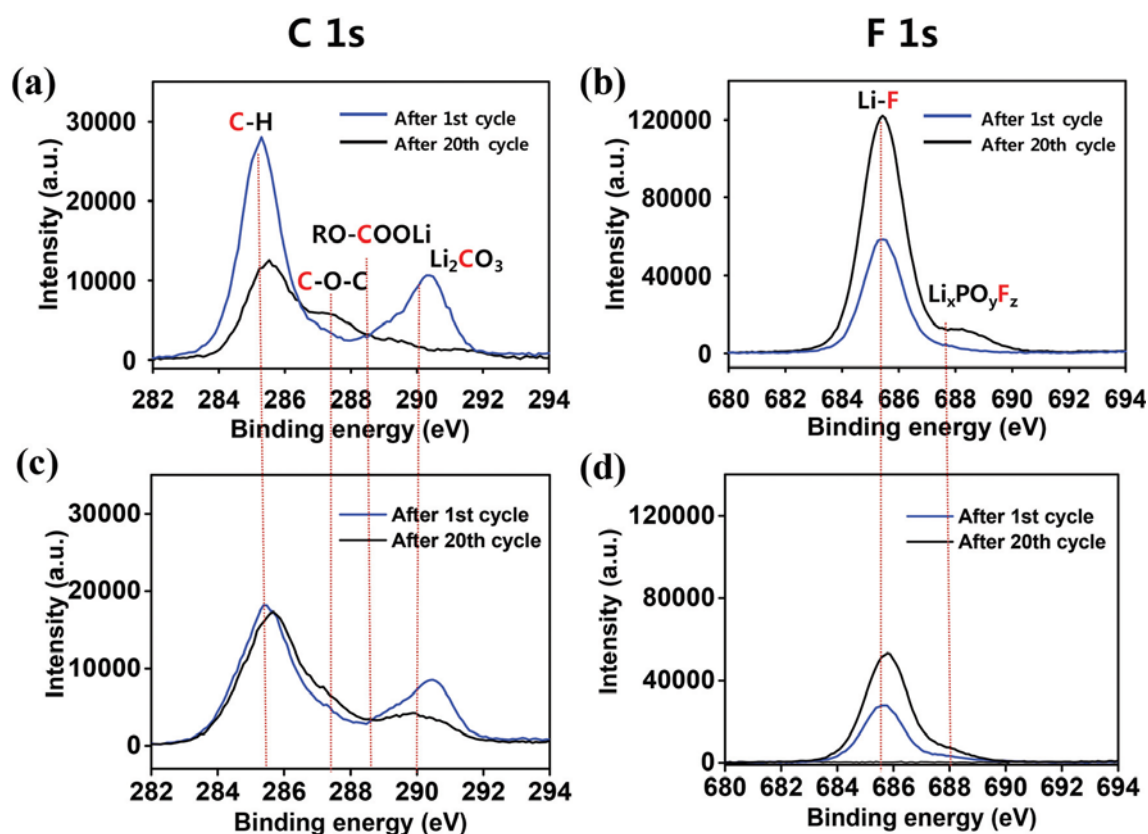 C 1s
F 1s
(a)
Intensity (a.u.)
30000
20000
10000
0
C-H
C-O-C
RO-COOLi
Li₂CO₃
After 1st cycle
After 20th cycle
282 284 286 288 290 292 294
Binding energy (eV)
(b)
Intensity (a.u.)
120000
80000
40000
0
Li-F
LiₓPOᵧF_z
After 1st cycle
After 20th cycle
680 682 684 686 688 690 692 694
Binding energy (eV)
(c)
Intensity (a.u.)
30000
20000
10000
0
After 1st cycle
After 20th cycle
282 284 286 288 290 292 294
Binding energy (eV)
(d)
Intensity (a.u.)
120000
80000
40000
0
After 1st cycle
After 20th cycle
680 682 684 686 688 690 692 694
Binding energy (eV)